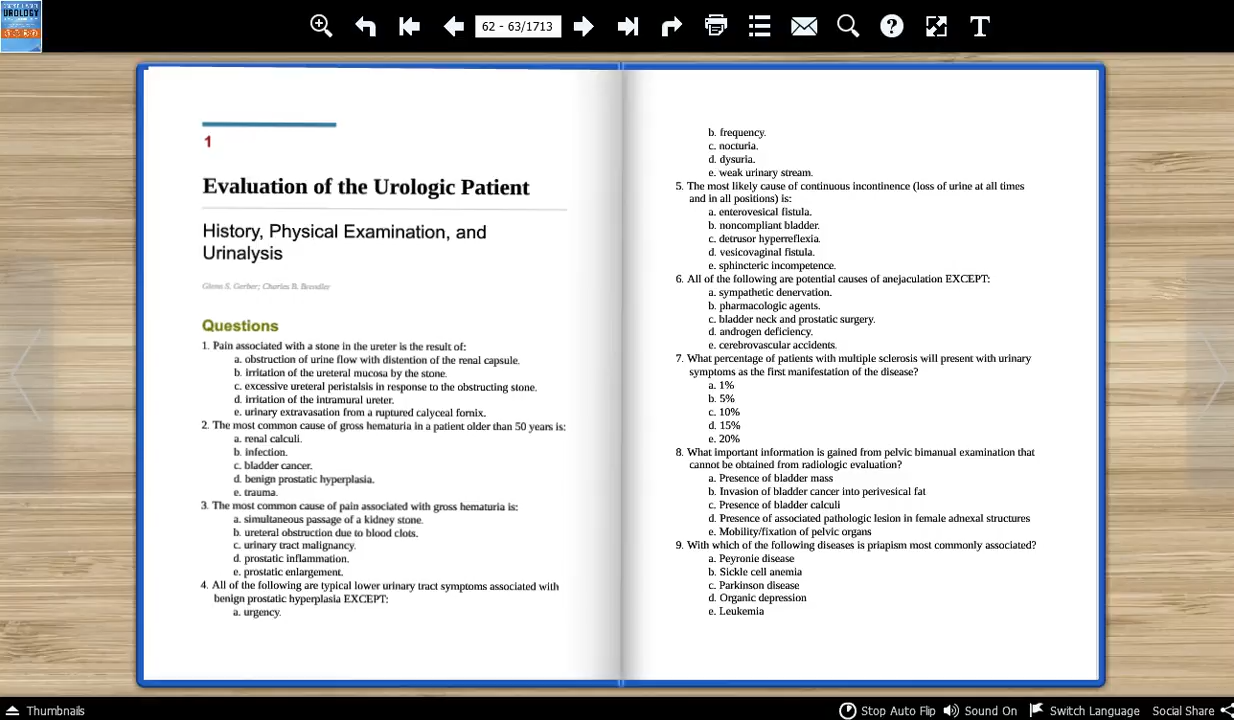 UROLOGY
62 - 63/1713
T
1
Evaluation of the Urologic Patient
History, Physical Examination, and
Urinalysis
Glenn S. Gerber; Charles B. Brendler
Questions
1. Pain associated with a stone in the ureter is the result of:
a. obstruction of urine flow with distention of the renal capsule.
b. irritation of the ureteral mucosa by the stone.
c. excessive ureteral peristalsis in response to the obstructing stone.
d. irritation of the intramural ureter.
e. urinary extravasation from a ruptured calyceal fornix.
2. The most common cause of gross hematuria in a patient older than 50 years is:
a. renal calculi.
b. infection.
c. bladder cancer.
d. benign prostatic hyperplasia.
e. trauma.
3. The most common cause of pain associated with gross hematuria is:
a. simultaneous passage of a kidney stone.
b. ureteral obstruction due to blood clots.
c. urinary tract malignancy.
d. prostatic inflammation.
e. prostatic enlargement.
4. All of the following are typical lower urinary tract symptoms associated with
benign prostatic hyperplasia EXCEPT:
a. urgency.
b. frequency.
c. nocturia.
d. dysuria.
e. weak urinary stream.
5. The most likely cause of continuous incontinence (loss of urine at all times
and in all positions) is:
a. enterovesical fistula.
b. noncompliant bladder.
c. detrusor hyperreflexia.
d. vesicovaginal fistula.
e. sphincteric incompetence.
6. All of the following are potential causes of anejaculation EXCEPT:
a. sympathetic denervation.
b. pharmacologic agents.
c. bladder neck and prostatic surgery.
d. androgen deficiency.
e. cerebrovascular accidents.
7. What percentage of patients with multiple sclerosis will present with urinary
symptoms as the first manifestation of the disease?
a. 1%
b. 5%
c. 10%
d. 15%
e. 20%
8. What important information is gained from pelvic bimanual examination that
cannot be obtained from radiologic evaluation?
a. Presence of bladder mass
b. Invasion of bladder cancer into perivesical fat
c. Presence of bladder calculi
d. Presence of associated pathologic lesion in female adnexal structures
e. Mobility/fixation of pelvic organs
9. With which of the following diseases is priapism most commonly associated?
a. Peyronie disease
b. Sickle cell anemia
c. Parkinson disease
d. Organic depression
e. Leukemia
Thumbnails
Stop Auto Flip
Sound On
Switch Language
Social Share